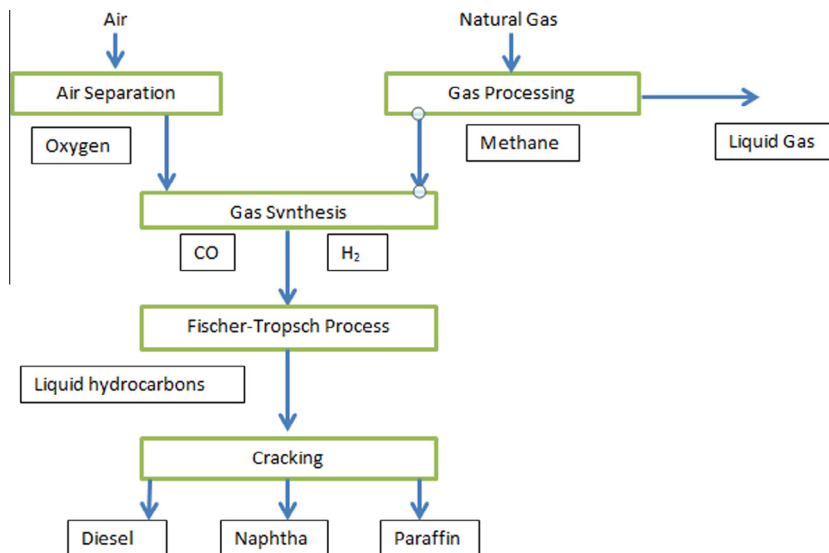 Air
Natural Gas
Air Separation
Gas Processing
Oxygen
Methane
Liquid Gas
Gas Svnthesis
CO
H₂
Fischer-Tropsch Process
Liquid hydrocarbons
Cracking
Diesel
Naphtha
Paraffin